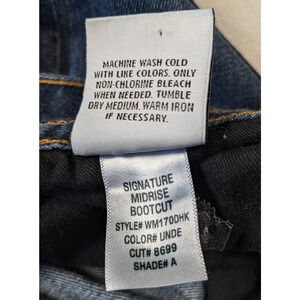 MACHINE WASH COLD
WITH LIKE COLORS. ONLY
NON-CHLORINE BLEACH
WHEN NEEDED. TUMBLE
DRY MEDIUM. WARM IRON
IF NECESSARY.
SIGNATURE
MIDRISE
BOOTCUT
STYLE# WM170DHK
COLOR# UNDE
CUT# 8699
SHADE# A